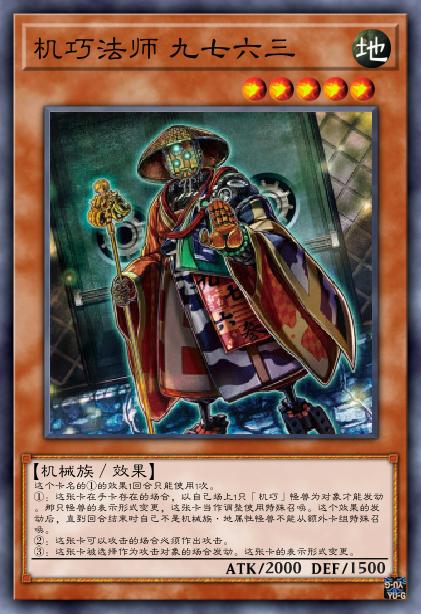 机巧法师 九七六三
地
【机械族／效果】
这个卡名的①的效果1回合只能使用1次。
①：这张卡在手卡存在的场合，以自己场上1只「机巧」怪兽为对象才能发动
。那只怪兽的表示形式变更，这张卡当作调整使用特殊召唤。这个效果的发
动后，直到回合结束时自己不是机械族·地属性怪兽不能从额外卡组特殊召
唤。
②：这张卡可以攻击的场合必须作出攻击。
③：这张卡被选择作为攻击对象的场合发动。这张卡的表示形式变更。
ATK/2000 DEF/1500